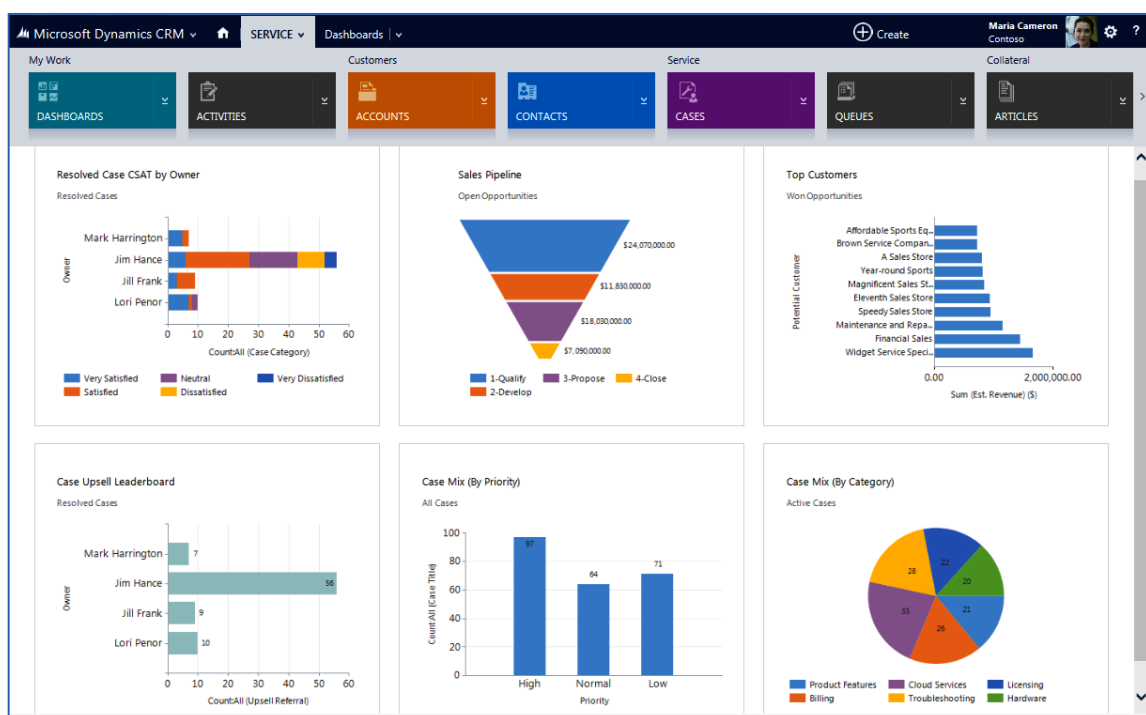 Microsoft Dynamics CRM
SERVICE
Dashboards
Create
Maria Cameron
Contoso
?
My Work
Customers
Service
Collateral
DASHBOARDS
ACTIVITIES
ACCOUNTS
CONTACTS
CASES
QUEUES
ARTICLES
Resolved Case CSAT by Owner
Resolved Cases
Owner
Mark Harrington
Jim Hance
Jill Frank
Lori Penor
0 10 20 30 40 50 60
Count:All (Case Category)
Very Satisfied Neutral Very Dissatisfied
Satisfied Dissatisfied
Sales Pipeline
Open Opportunities
$24,070,000.00
$11,830,000.00
$18,030,000.00
$7,090,000.00
1-Qualify 3-Propose 4-Close
2-Develop
Top Customers
Won Opportunities
Potential Customer
Affordable Sports Eq...
Brown Service Compan...
A Sales Store
Year-round Sports
Magnificent Sales St...
Eleventh Sales Store
Speedy Sales Store
Maintenance and Repa...
Financial Sales
Widget Service Speci...
0.00 2,000,000.00
Sum (Est. Revenue) ($)
Case Upsell Leaderboard
Resolved Cases
Owner
Mark Harrington 7
Jim Hance 56
Jill Frank 9
Lori Penor 10
0 10 20 30 40 50 60
Count:All (Upsell Referral)
Case Mix (By Priority)
All Cases
Count:All (Case Title)
100
80
60
40
20
0
97
64
71
High Normal Low
Priority
Case Mix (By Category)
Active Cases
22
28
20
33
21
26
Product Features Cloud Services Licensing
Billing Troubleshooting Hardware